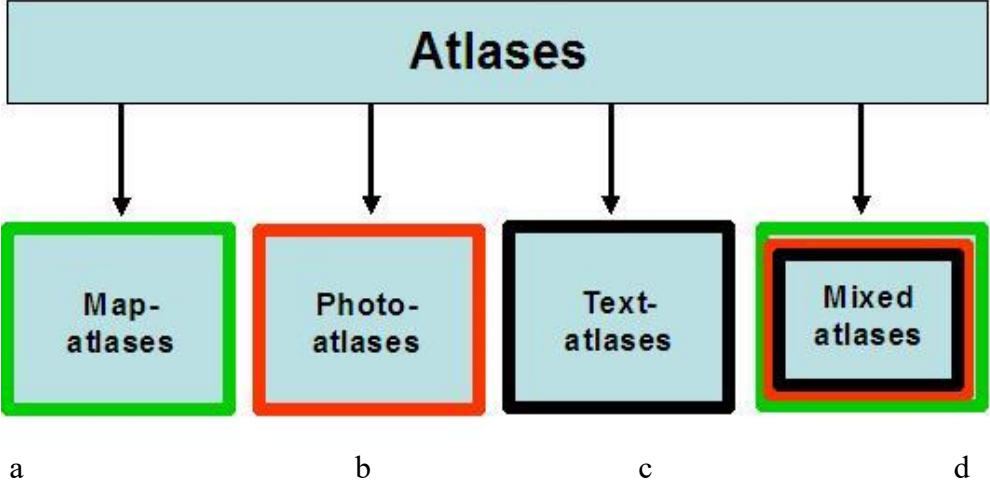 Atlases
Map-
atlases
Photo-
atlases
Text-
atlases
Mixed
atlases
a b c d